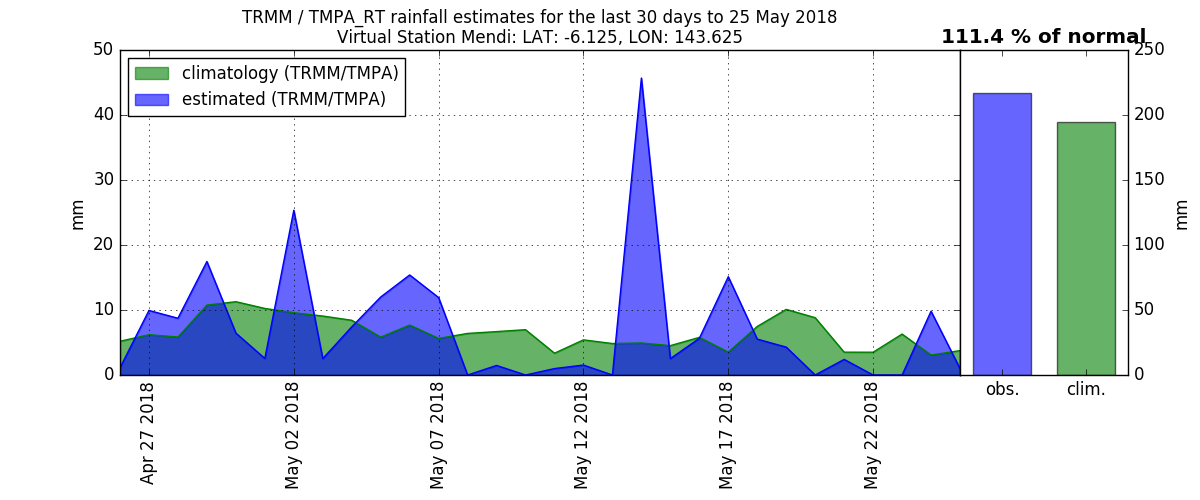 TRMM / TMPA_RT rainfall estimates for the last 30 days to 25 May 2018
Virtual Station Mendi: LAT: -6.125, LON: 143.625
111.4 % of normal
climatology (TRMM/TMPA)
estimated (TRMM/TMPA)
mm
50
40
30
20
10
0
Apr 27 2018
May 02 2018
May 07 2018
May 12 2018
May 17 2018
May 22 2018
250
200
150
100
50
0
mm
obs.
clim.